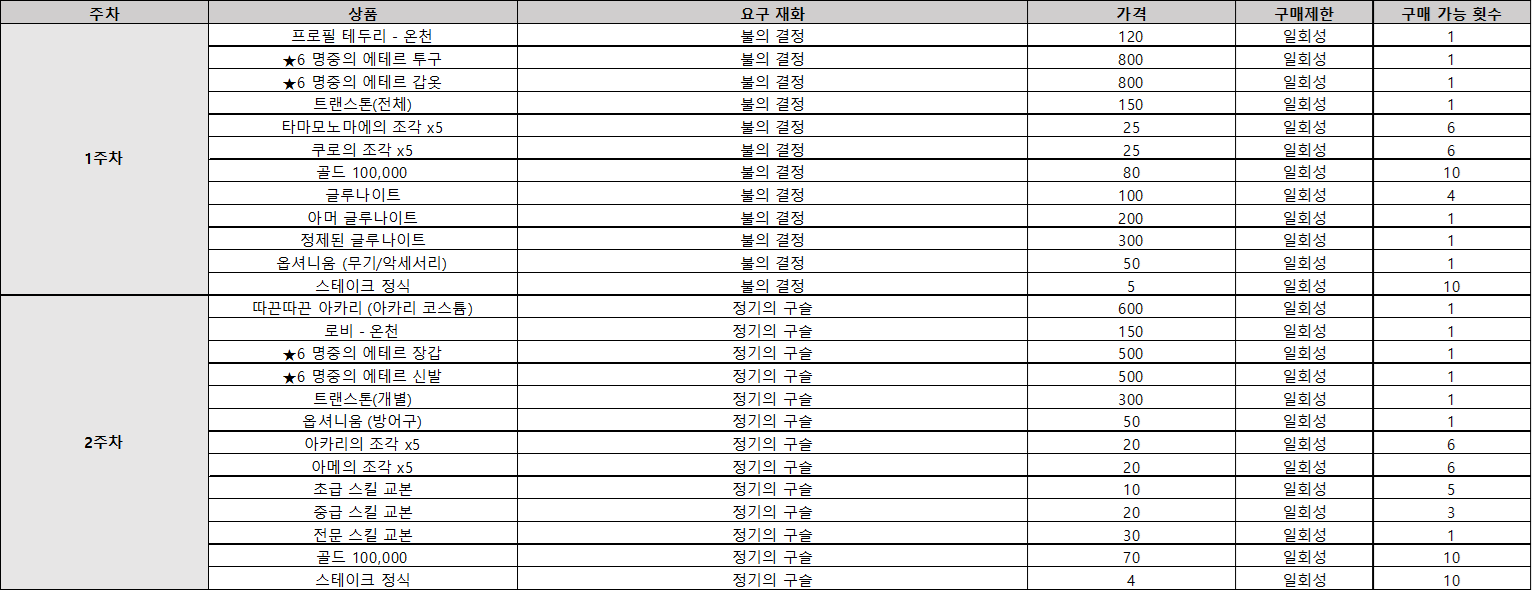 주차 상품 요구 재화 가격 구매제한 구매 가능 횟수
1주차
프로필 테두리 - 온천 불의 결정 120 일회성 1
★6 명중의 에테르 투구 불의 결정 800 일회성 1
★6 명중의 에테르 갑옷 불의 결정 800 일회성 1
트랜스톤(전체) 불의 결정 150 일회성 1
타마모노마에의 조각 x5 불의 결정 25 일회성 6
쿠로의 조각 x5 불의 결정 25 일회성 6
골드 100,000 불의 결정 80 일회성 10
글루나이트 불의 결정 100 일회성 4
아머 글루나이트 불의 결정 200 일회성 1
정제된 글루나이트 불의 결정 300 일회성 1
옵셔니움 (무기/악세서리) 불의 결정 50 일회성 1
스테이크 정식 불의 결정 5 일회성 10
2주차
따끈따끈 아카리 (아카리 코스튬) 정기의 구슬 600 일회성 1
로비 - 온천 정기의 구슬 150 일회성 1
★6 명중의 에테르 장갑 정기의 구슬 500 일회성 1
★6 명중의 에테르 신발 정기의 구슬 500 일회성 1
트랜스톤(개별) 정기의 구슬 300 일회성 1
옵셔니움 (방어구) 정기의 구슬 50 일회성 1
아카리의 조각 x5 정기의 구슬 20 일회성 6
아메의 조각 x5 정기의 구슬 20 일회성 6
초급 스킬 교본 정기의 구슬 10 일회성 5
중급 스킬 교본 정기의 구슬 20 일회성 3
전문 스킬 교본 정기의 구슬 30 일회성 1
골드 100,000 정기의 구슬 70 일회성 10
스테이크 정식 정기의 구슬 4 일회성 10